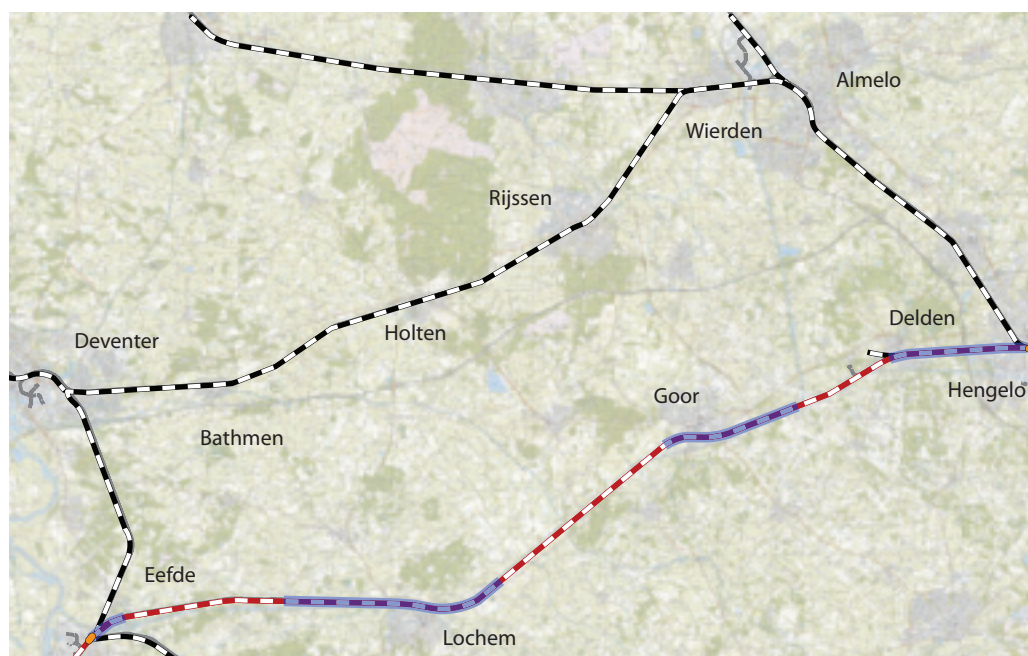 Almelo
Wierden
Rijssen
Delden
Holten
Deventer
Hengelo
Goor
Bathmen
Eefde
Lochem